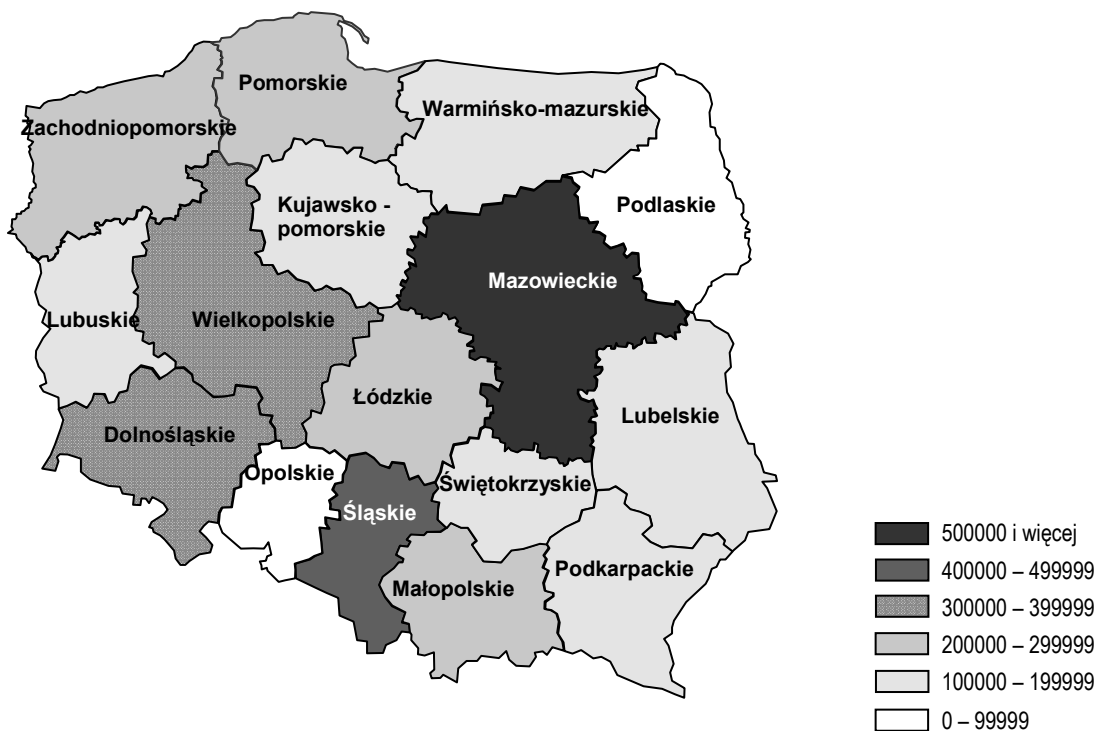 Pomorskie
Warmińsko-mazurskie
Zachodniopomorskie
Kujawsko -
pomorskie
Podlaskie
Mazowieckie
Lubuskie
Wielkopolskie
Łódzkie
Lubelskie
Dolnośląskie
Opolskie
Świętokrzyskie
Śląskie
Podkarpackie
Małopolskie
500000 i więcej
400000 – 499999
300000 – 399999
200000 – 299999
100000 – 199999
0 – 99999